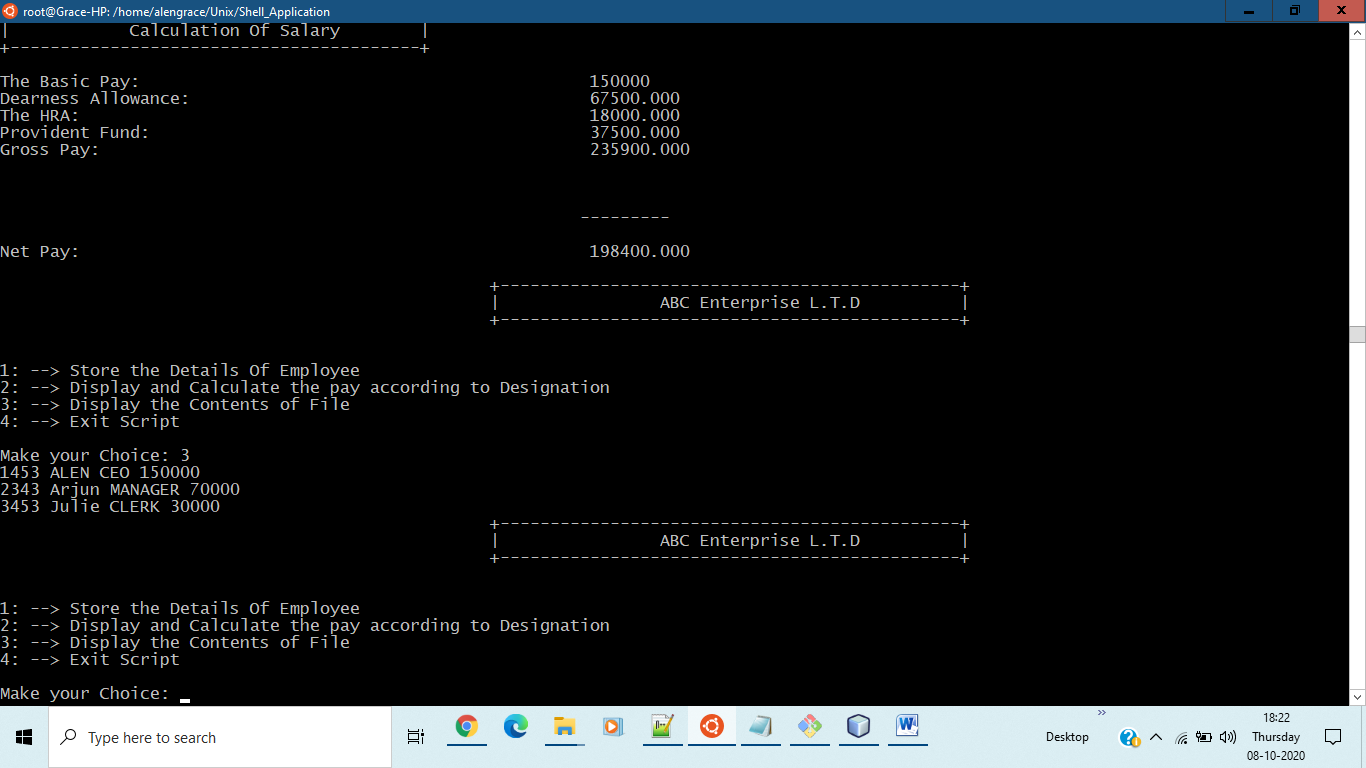 root@Grace-HP: /home/alengrace/Unix/Shell_Application
| Calculation Of Salary |
+-----------------------------------------+
The Basic Pay: 150000
Dearness Allowance: 67500.000
The HRA: 18000.000
Provident Fund: 37500.000
Gross Pay: 235900.000
---------
Net Pay: 198400.000
+----------------------------------------------+
| ABC Enterprise L.T.D |
+----------------------------------------------+
1: --> Store the Details Of Employee
2: --> Display and Calculate the pay according to Designation
3: --> Display the Contents of File
4: --> Exit Script
Make your Choice: 3
1453 ALEN CEO 150000
2343 Arjun MANAGER 70000
3453 Julie CLERK 30000
+----------------------------------------------+
| ABC Enterprise L.T.D |
+----------------------------------------------+
1: --> Store the Details Of Employee
2: --> Display and Calculate the pay according to Designation
3: --> Display the Contents of File
4: --> Exit Script
Make your Choice: _
Type here to search
Desktop
18:22
Thursday
08-10-2020